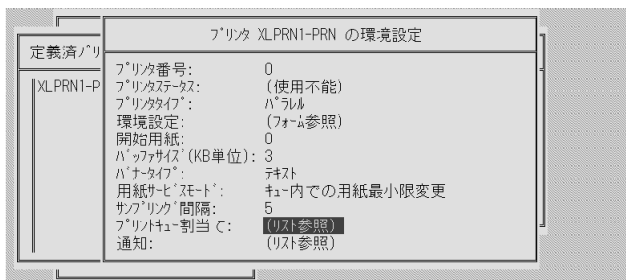 プリンタ XLPRN1-PRN の環境設定
定義済パリ
XLPRN1-P
プリンタ番号: 0
プリンタステータス: (使用不能)
プリンタタイプ: パラレル
環境設定: (フォーム参照)
開始用紙: 0
バッファサイズ(KB単位): 3
バナータイプ: テキスト
用紙サービスモード: キュー内での用紙最小限変更
サンプリング間隔: 5
プリントキュー割当て: (リスト参照)
通知: (リスト参照)